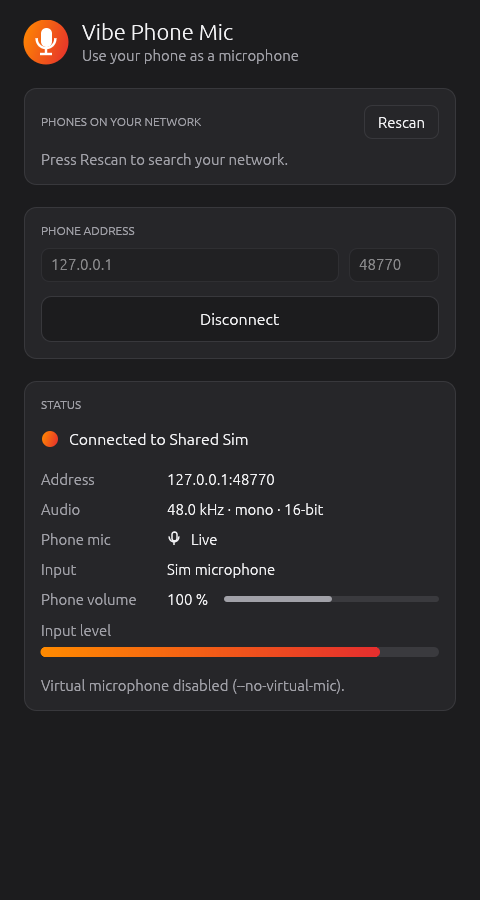 Vibe Phone Mic
Use your phone as a microphone
PHONES ON YOUR NETWORK
Rescan
Press Rescan to search your network.
PHONE ADDRESS
127.0.0.1 48770
Disconnect
STATUS
Connected to Shared Sim
Address 127.0.0.1:48770
Audio 48.0 kHz · mono · 16-bit
Phone mic Live
Input Sim microphone
Phone volume 100 %
Input level
Virtual microphone disabled (--no-virtual-mic).